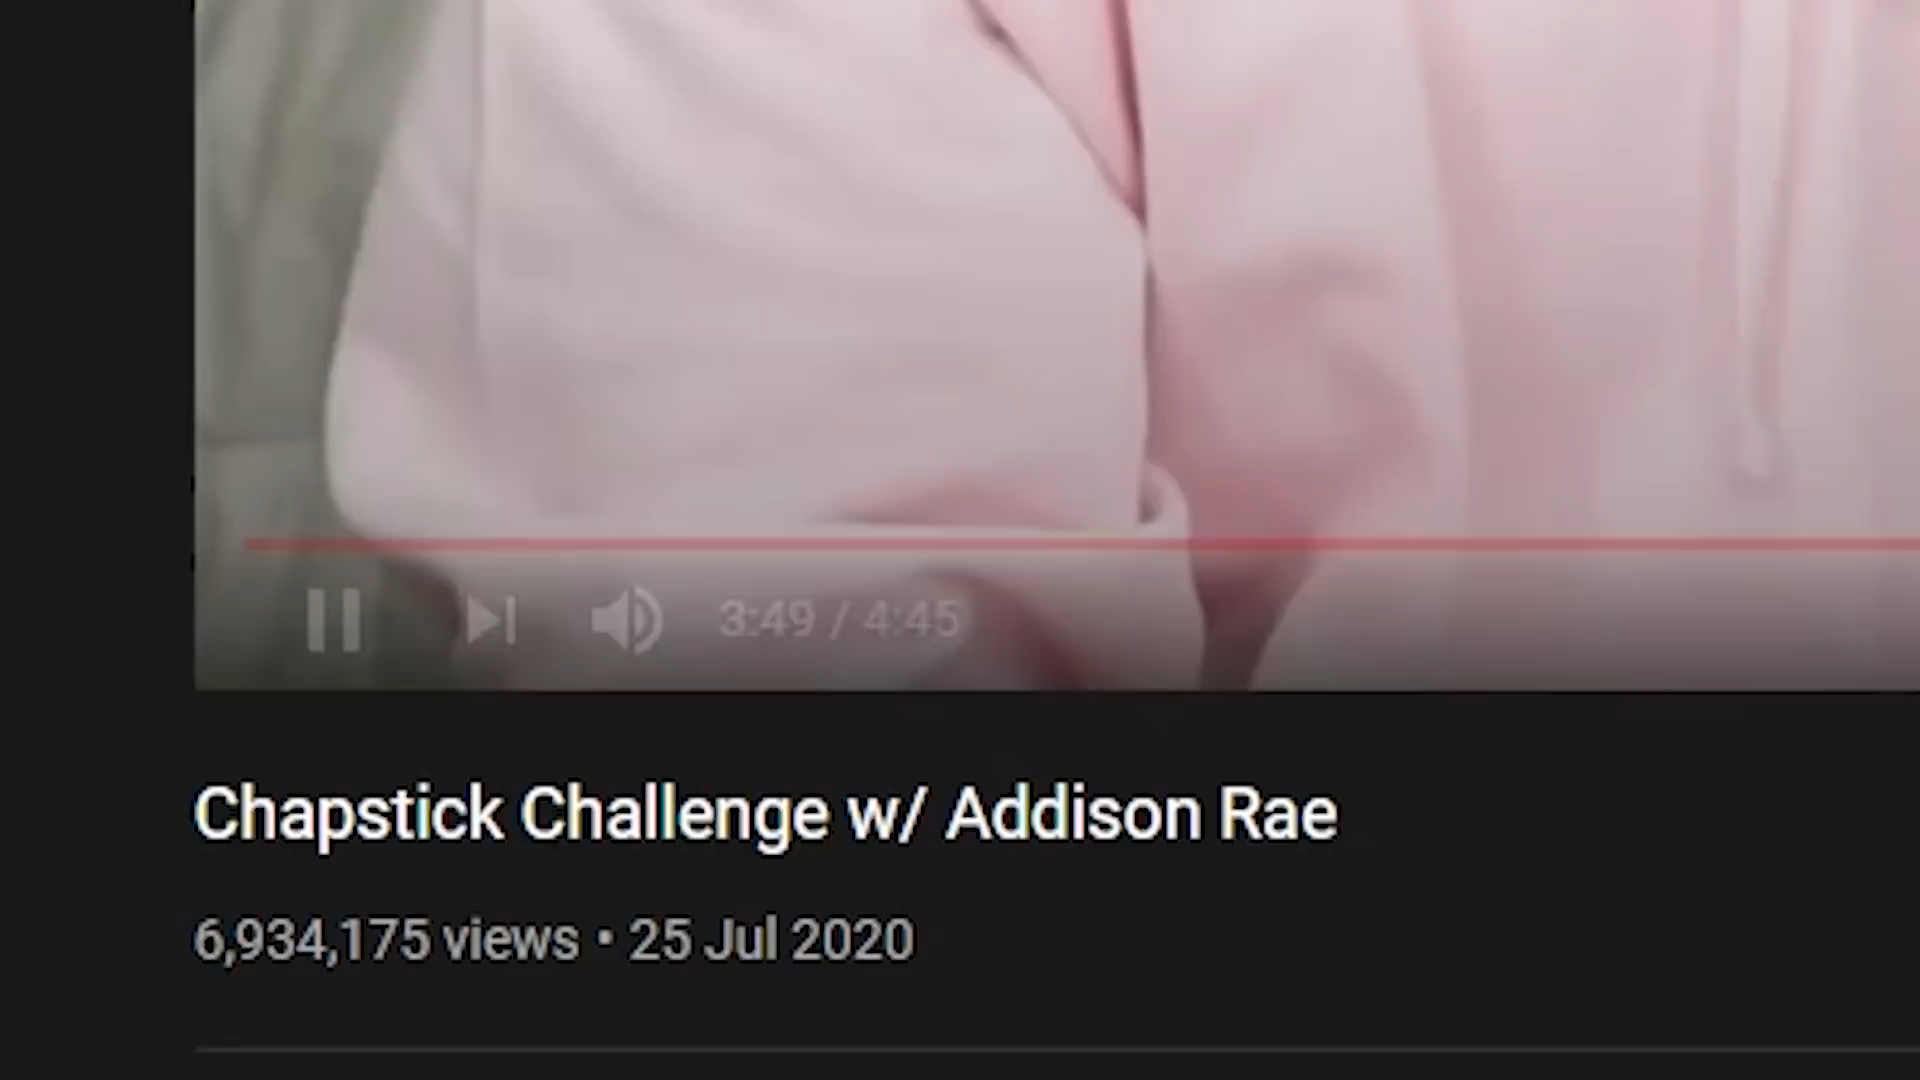 3:49 / 4:45
Chapstick Challenge w/ Addison Rae
6,934,175 views • 25 Jul 2020